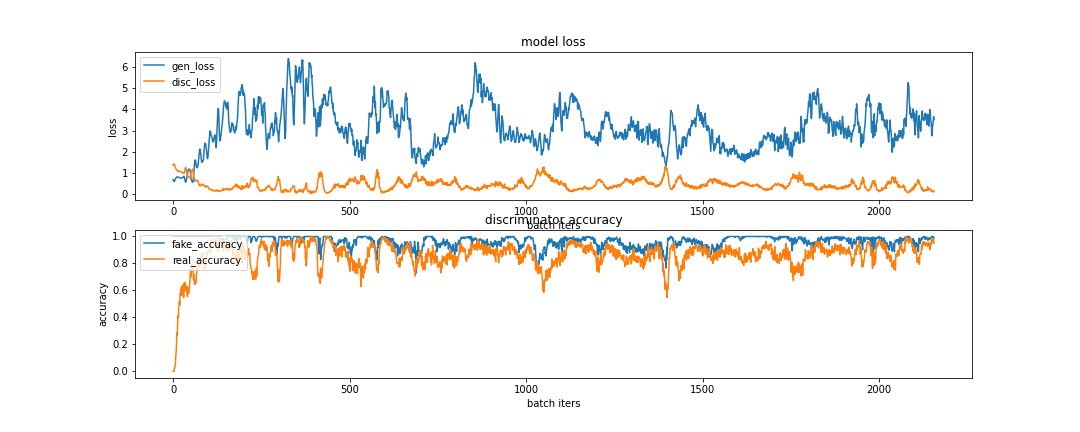 model loss
gen_loss
disc_loss
loss
6
5
4
3
2
1
0
0 500 1000 1500 2000
batch iters
discriminator accuracy
fake_accuracy
real_accuracy
accuracy
1.0
0.8
0.6
0.4
0.2
0.0
0 500 1000 1500 2000
batch iters